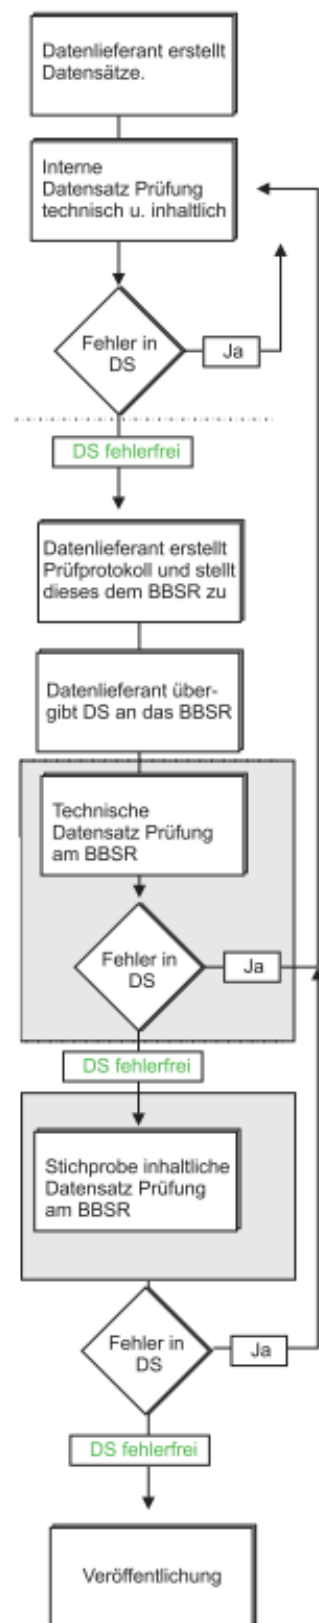 Datenlieferant erstellt
Datensätze.
Interne
Datensatz Prüfung
technisch u. inhaltlich
Fehler in
DS
Ja
DS fehlerfrei
Datenlieferant erstellt
Prüfprotokoll und stellt
dieses dem BBSR zu
Datenlieferant über-
gibt DS an das BBSR
Technische
Datensatz Prüfung
am BBSR
Fehler in
DS
Ja
DS fehlerfrei
Stichprobe inhaltliche
Datensatz Prüfung
am BBSR
Fehler in
DS
Ja
DS fehlerfrei
Veröffentlichung